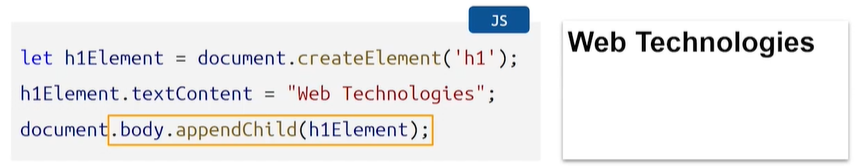 JS
let h1Element = document.createElement('h1');
h1Element.textContent = "Web Technologies";
document.body.appendChild(h1Element);
Web Technologies